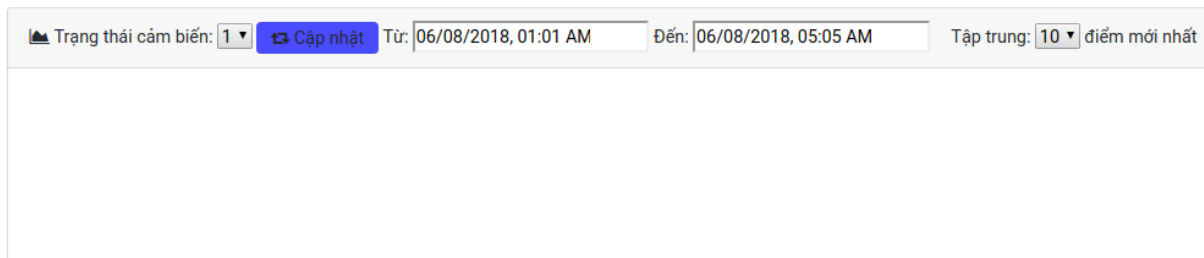 Trạng thái cảm biến: 1 Cập nhật Từ: 06/08/2018, 01:01 AM Đến: 06/08/2018, 05:05 AM Tập trung: 10 điểm mới nhất